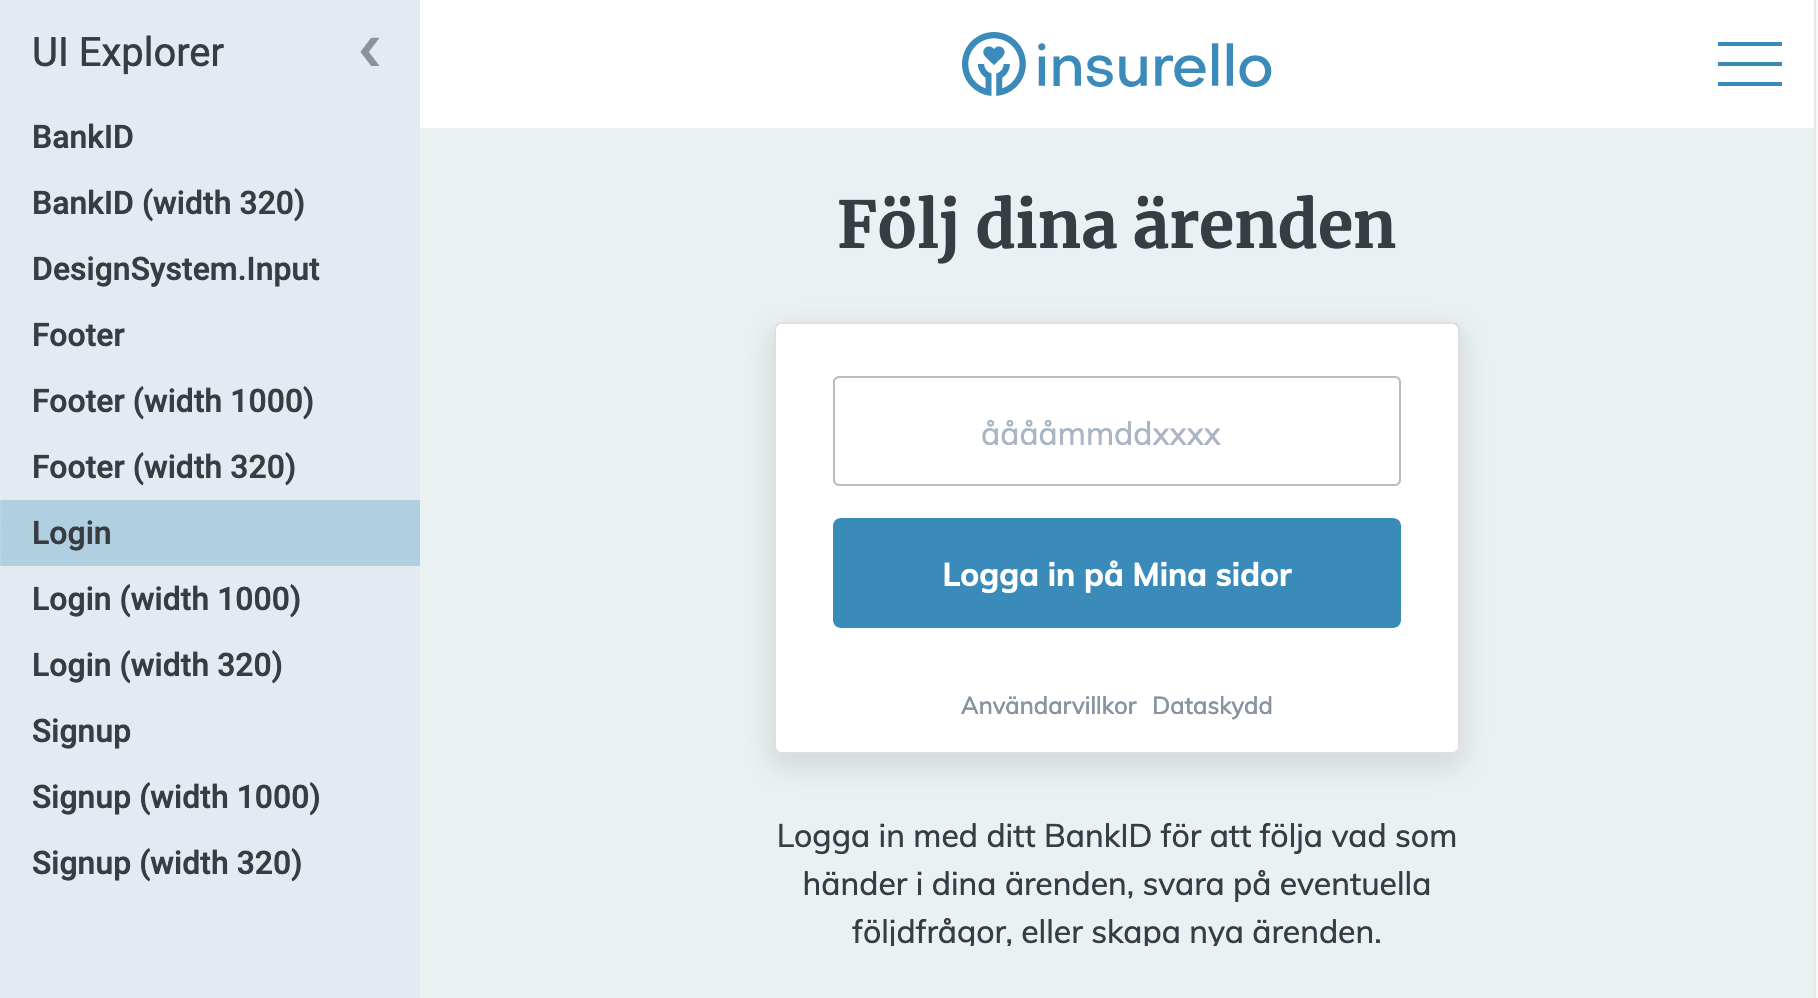 UI Explorer
BankID
BankID (width 320)
DesignSystem.Input
Footer
Footer (width 1000)
Footer (width 320)
Login
Login (width 1000)
Login (width 320)
Signup
Signup (width 1000)
Signup (width 320)
insurello
Följ dina ärenden
ååååmmddxxxx
Logga in på Mina sidor
Användarvillkor Dataskydd
Logga in med ditt BankID för att följa vad som
händer i dina ärenden, svara på eventuella
följdfrågor, eller skapa nya ärenden.